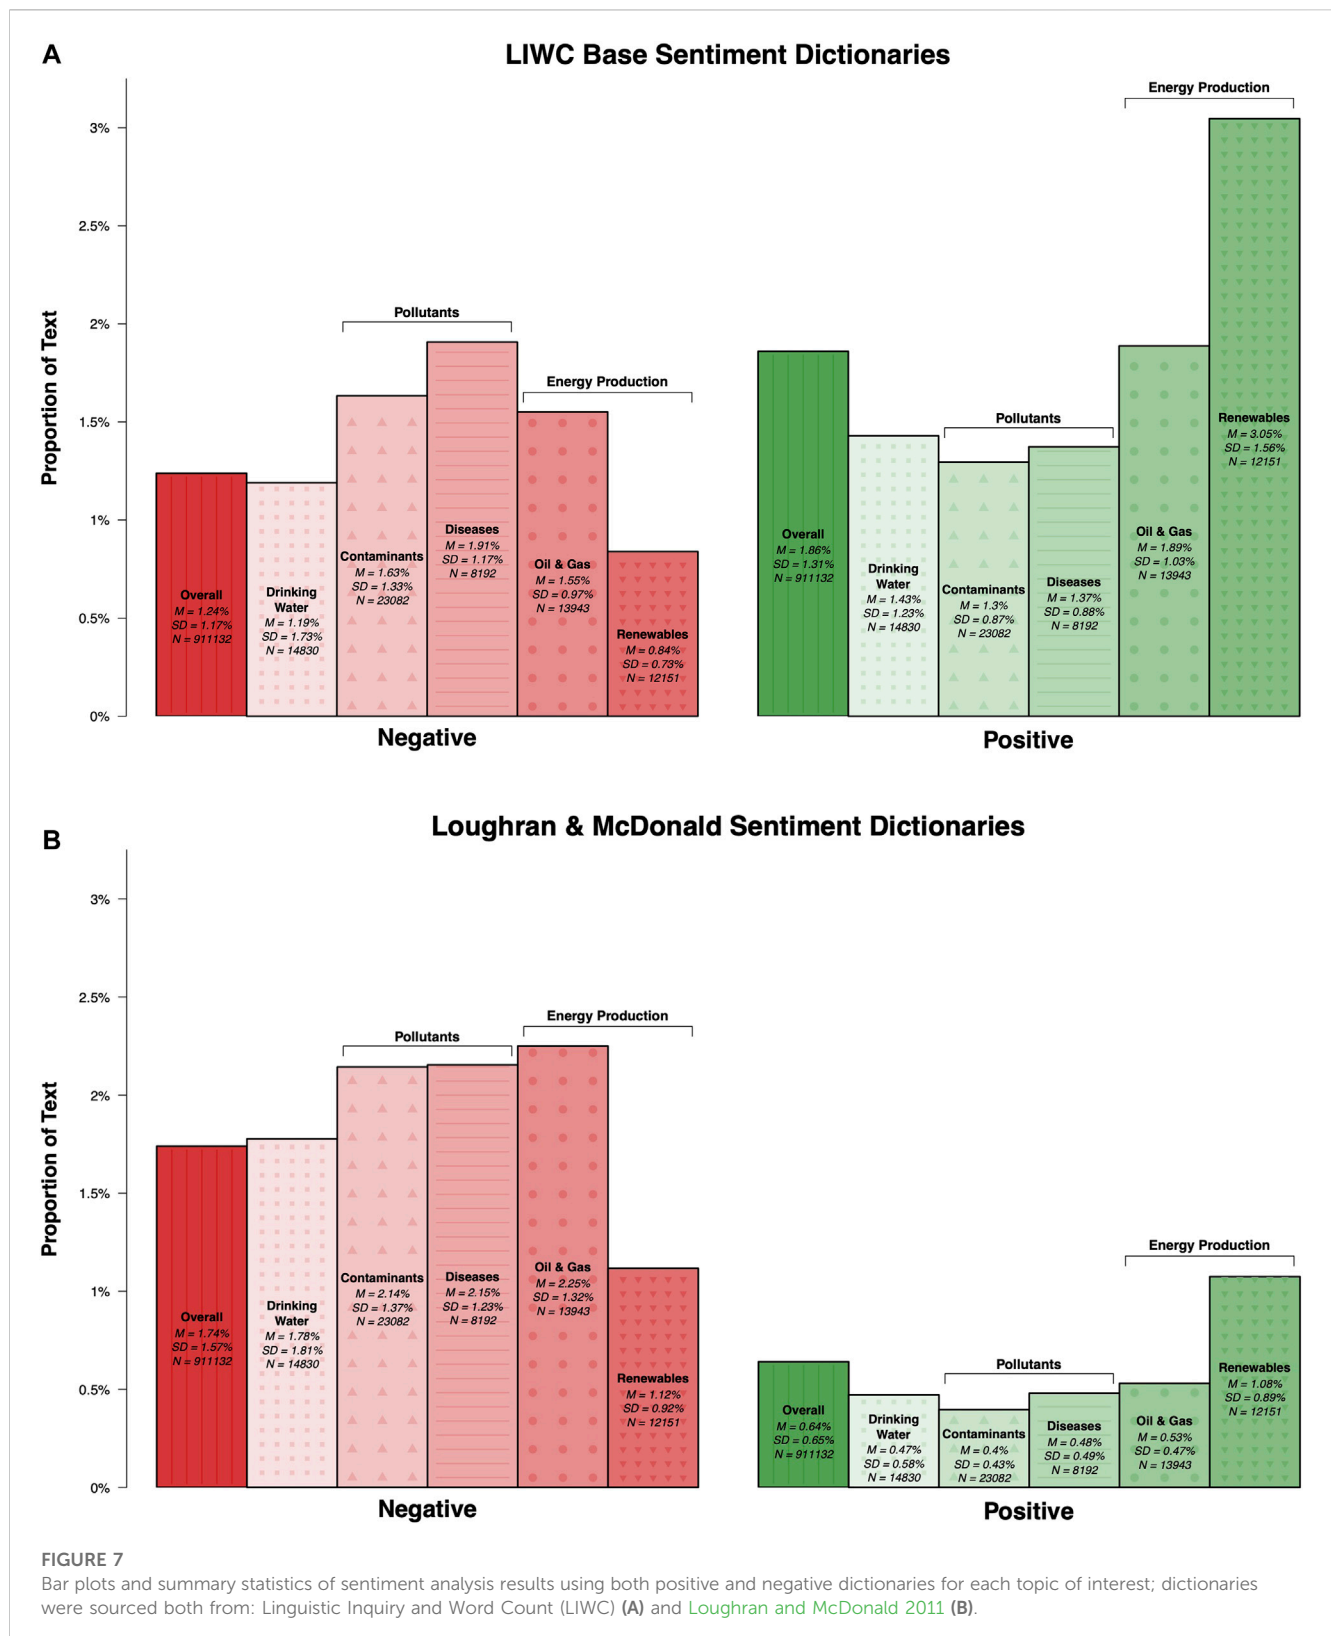 A
LIWC Base Sentiment Dictionaries
Proportion of Text
3%
2.5%
2%
1.5%
1%
0.5%
0%
Pollutants
Energy Production
Overall
M = 1.24%
SD = 1.17%
N = 911132
Drinking
Water
M = 1.19%
SD = 1.73%
N = 14830
Contaminants
M = 1.63%
SD = 1.33%
N = 23082
Diseases
M = 1.91%
SD = 1.17%
N = 8192
Oil & Gas
M = 1.55%
SD = 0.97%
N = 13943
Renewables
M = 0.84%
SD = 0.73%
N = 12151
Negative
Pollutants
Energy Production
Overall
M = 1.86%
SD = 1.31%
N = 911132
Drinking
Water
M = 1.43%
SD = 1.23%
N = 14830
Contaminants
M = 1.3%
SD = 0.87%
N = 23082
Diseases
M = 1.37%
SD = 0.88%
N = 8192
Oil & Gas
M = 1.89%
SD = 1.03%
N = 13943
Renewables
M = 3.05%
SD = 1.56%
N = 12151
Positive
B
Loughran & McDonald Sentiment Dictionaries
Proportion of Text
3%
2.5%
2%
1.5%
1%
0.5%
0%
Pollutants
Energy Production
Overall
M = 1.74%
SD = 1.57%
N = 911132
Drinking
Water
M = 1.78%
SD = 1.81%
N = 14830
Contaminants
M = 2.14%
SD = 1.37%
N = 23082
Diseases
M = 2.15%
SD = 1.23%
N = 8192
Oil & Gas
M = 2.25%
SD = 1.32%
N = 13943
Renewables
M = 1.12%
SD = 0.92%
N = 12151
Negative
Pollutants
Energy Production
Overall
M = 0.64%
SD = 0.65%
N = 911132
Drinking
Water
M = 0.47%
SD = 0.58%
N = 14830
Contaminants
M = 0.4%
SD = 0.43%
N = 23082
Diseases
M = 0.48%
SD = 0.49%
N = 8192
Oil & Gas
M = 0.53%
SD = 0.47%
N = 13943
Renewables
M = 1.08%
SD = 0.89%
N = 12151
Positive
FIGURE 7
Bar plots and summary statistics of sentiment analysis results using both positive and negative dictionaries for each topic of interest; dictionaries
were sourced both from: Linguistic Inquiry and Word Count (LIWC) (A) and Loughran and McDonald 2011 (B).